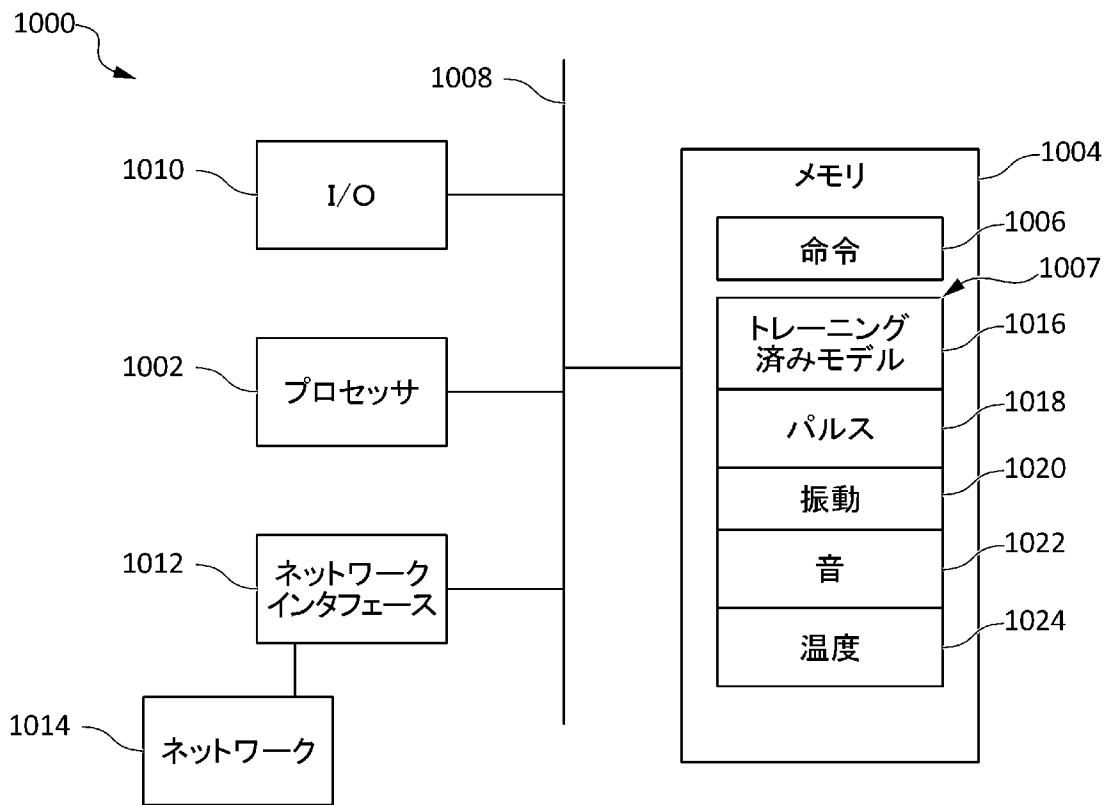 1000
1008
1010
I/O
1004
メモリ
1006
命令
1007
トレーニング
済みモデル
1016
1002
プロセッサ
パルス
1018
振動
1020
1012
ネットワーク
インタフェース
音
1022
温度
1024
1014
ネットワーク